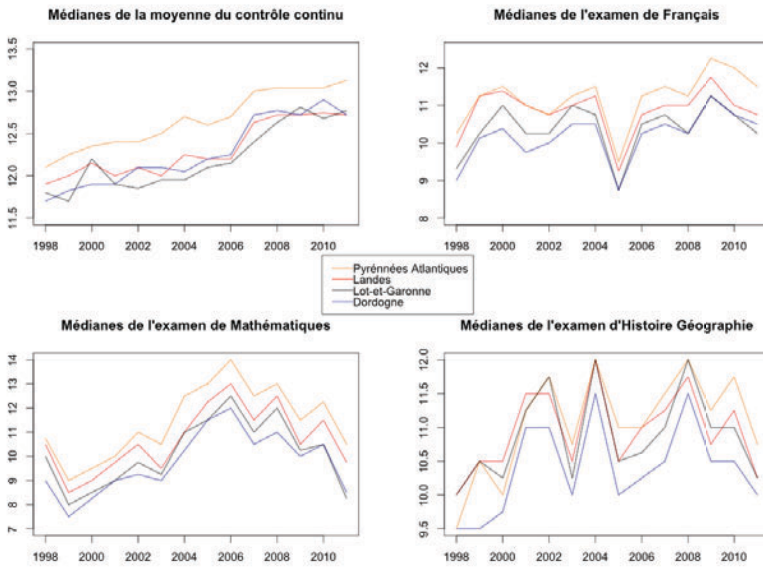 Médianes de la moyenne du contrôle continu
13.5
13.0
12.5
12.0
11.5
1998 2000 2002 2004 2006 2008 2010
Médianes de l'examen de Français
12
11
10
9
8
1998 2000 2002 2004 2006 2008 2010
Pyrénnées Atlantiques
Landes
Lot-et-Garonne
Dordogne
Médianes de l'examen de Mathématiques
14
13
12
11
10
9
8
7
1998 2000 2002 2004 2006 2008 2010
Médianes de l'examen d'Histoire Géographie
12.0
11.5
11.0
10.5
10.0
9.5
1998 2000 2002 2004 2006 2008 2010